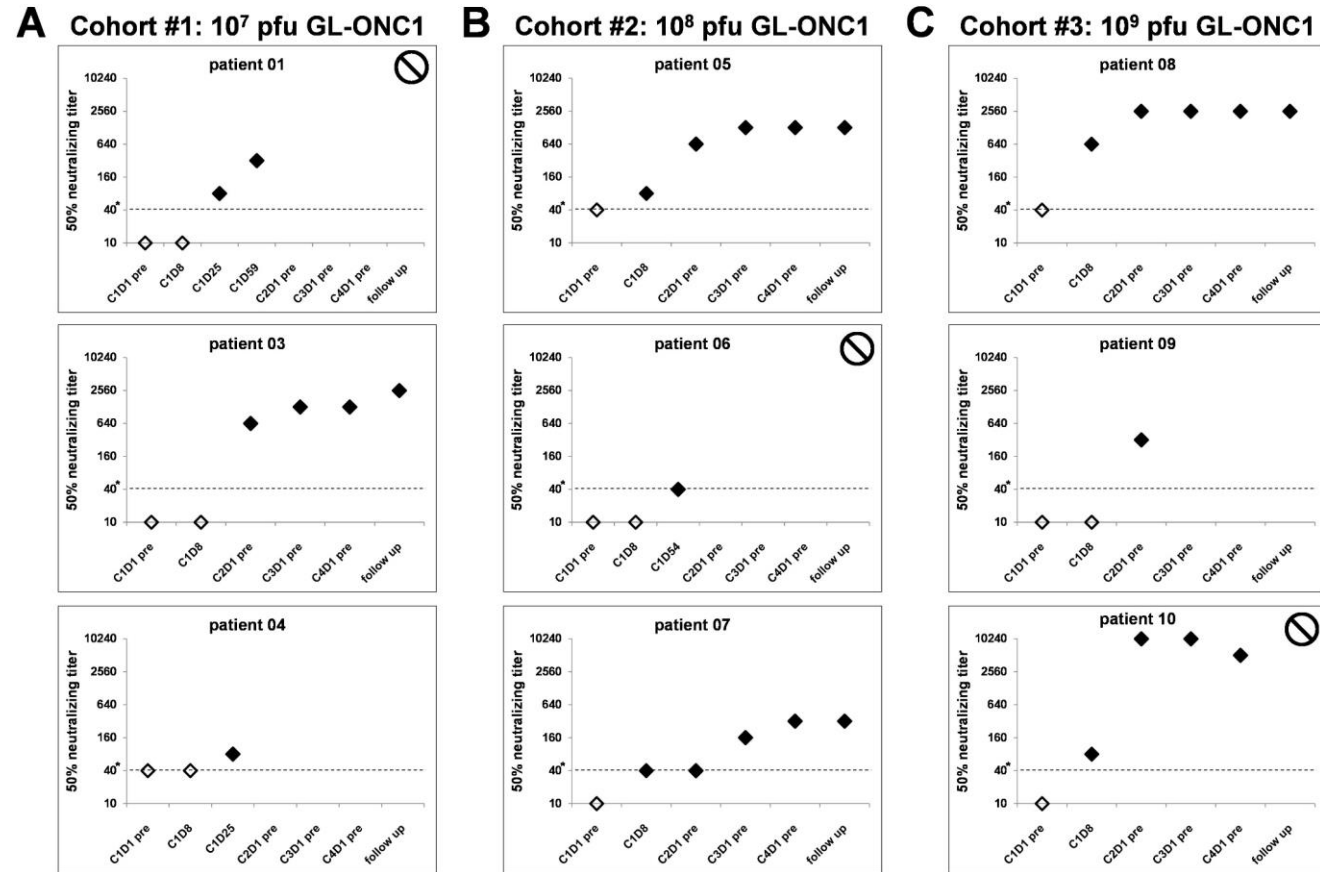 A Cohort #1: 10⁷ pfu GL-ONC1
patient 01
50% neutralizing titer
10240
2560
640
160
40*
10
C1D1 pre
C1D8
C1D25
C1D59
C2D1 pre
C3D1 pre
C4D1 pre
follow up
patient 03
50% neutralizing titer
10240
2560
640
160
40*
10
C1D1 pre
C1D8
C2D1 pre
C3D1 pre
C4D1 pre
follow up
patient 04
50% neutralizing titer
10240
2560
640
160
40*
10
C1D1 pre
C1D8
C1D25
C2D1 pre
C3D1 pre
C4D1 pre
follow up
B Cohort #2: 10⁸ pfu GL-ONC1
patient 05
50% neutralizing titer
10240
2560
640
160
40*
10
C1D1 pre
C1D8
C2D1 pre
C3D1 pre
C4D1 pre
follow up
patient 06
50% neutralizing titer
10240
2560
640
160
40*
10
C1D1 pre
C1D8
C1D54
C2D1 pre
C3D1 pre
C4D1 pre
follow up
patient 07
50% neutralizing titer
10240
2560
640
160
40*
10
C1D1 pre
C1D8
C2D1 pre
C3D1 pre
C4D1 pre
follow up
C Cohort #3: 10⁹ pfu GL-ONC1
patient 08
50% neutralizing titer
10240
2560
640
160
40*
10
C1D1 pre
C1D8
C2D1 pre
C3D1 pre
C4D1 pre
follow up
patient 09
50% neutralizing titer
10240
2560
640
160
40*
10
C1D1 pre
C1D8
C2D1 pre
C3D1 pre
C4D1 pre
follow up
patient 10
50% neutralizing titer
10240
2560
640
160
40*
10
C1D1 pre
C1D8
C2D1 pre
C3D1 pre
C4D1 pre
follow up